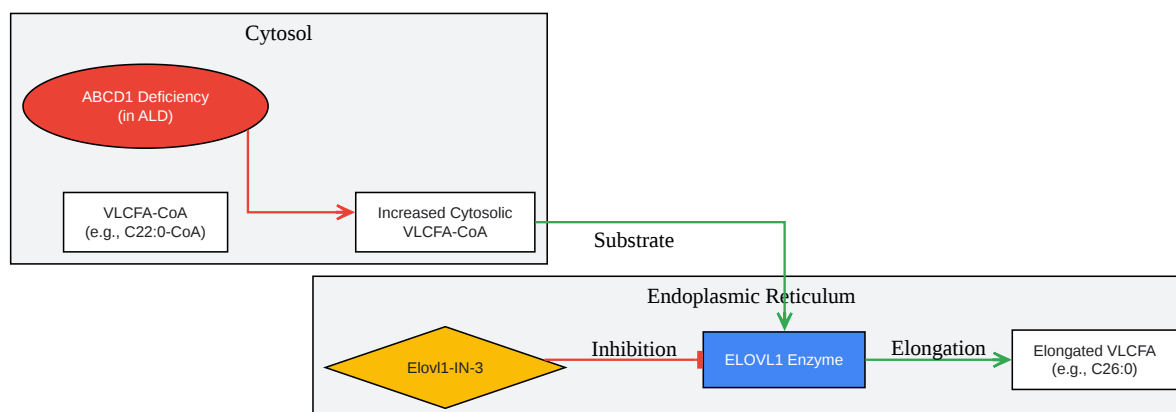 Cytosol
ABCD1 Deficiency
(in ALD)
VLCFA-CoA
(e.g., C22:0-CoA)
Increased Cytosolic
VLCFA-CoA
Substrate
Endoplasmic Reticulum
Elovl1-IN-3
Inhibition
ELOVL1 Enzyme
Elongation
Elongated VLCFA
(e.g., C26:0)